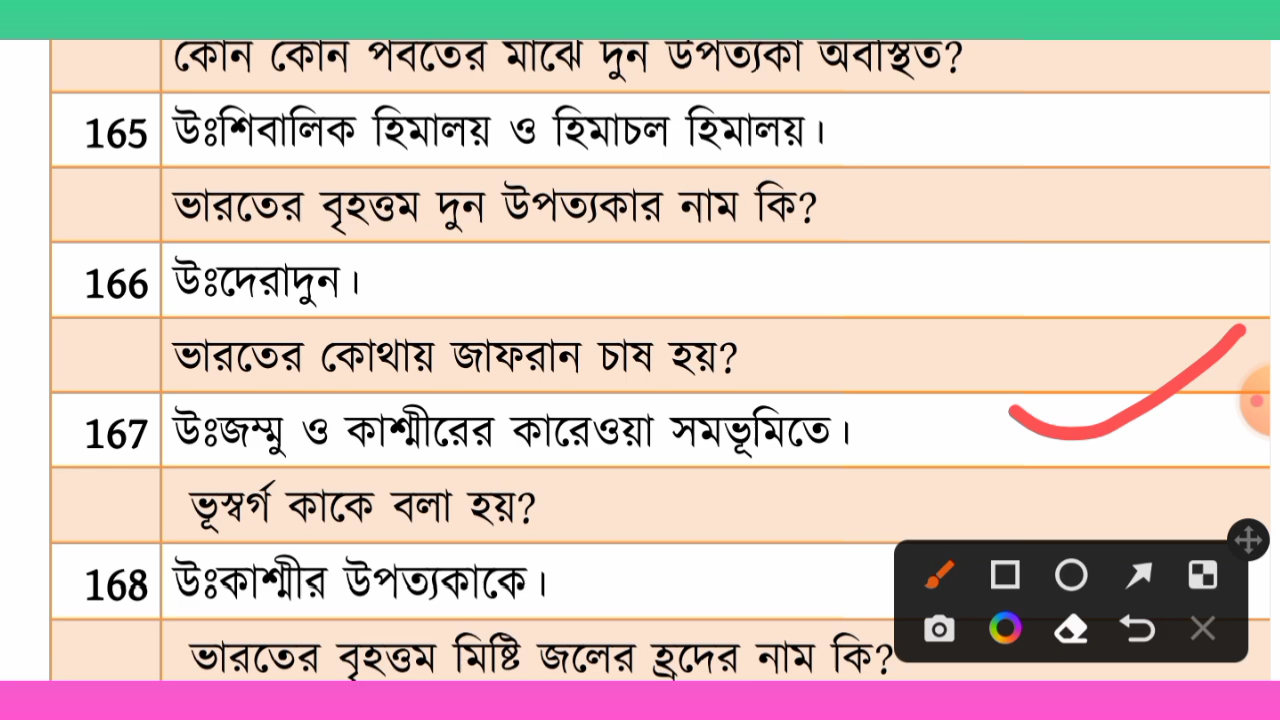 কোন কোন পর্বতের মাঝে দুন উপত্যকা অবস্থিত?
165 উঃশিবালিক হিমালয় ও হিমাচল হিমালয়।
ভারতের বৃহত্তম দুন উপত্যকার নাম কি?
166 উঃদেরাদুন।
ভারতের কোথায় জাফরান চাষ হয়?
167 উঃজম্মু ও কাশ্মীরের কারেওয়া সমভূমিতে।
ভূস্বর্গ কাকে বলা হয়?
168 উঃকাশ্মীর উপত্যকাকে।
ভারতের বৃহত্তম মিষ্টি জলের হ্রদের নাম কি?